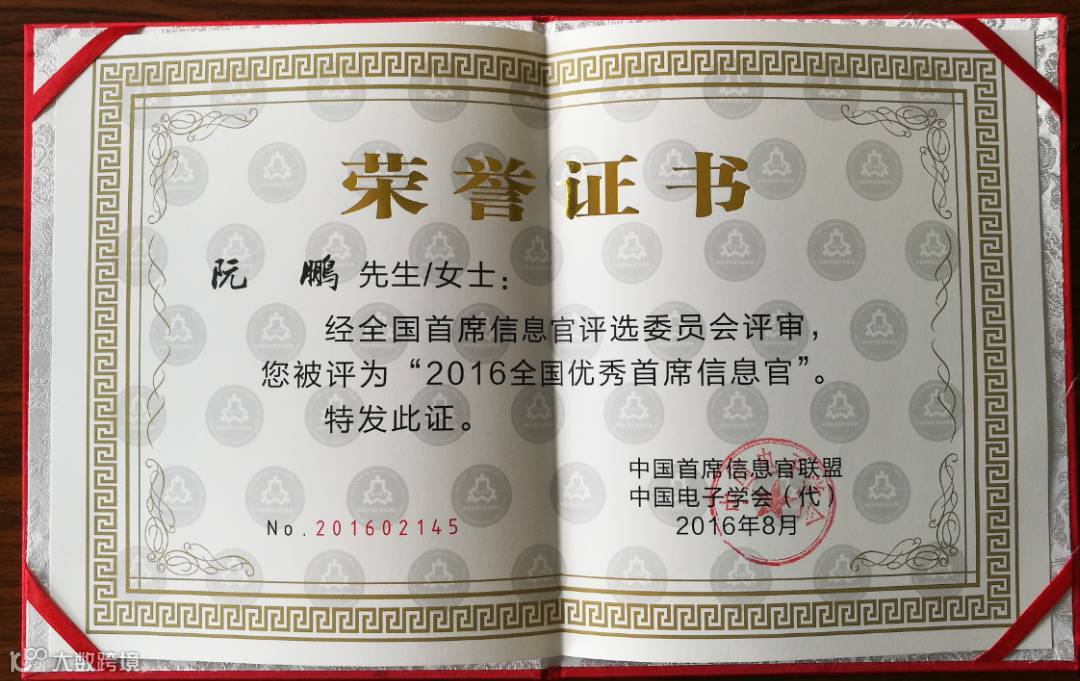 荣誉证书
阮 鹏 先生/女士：
经全国首席信息官评选委员会评审，
您被评为“2016全国优秀首席信息官”。
特发此证。
中国首席信息官联盟
中国电子学会（代）
2016年8月
No.201602145
大数跨境